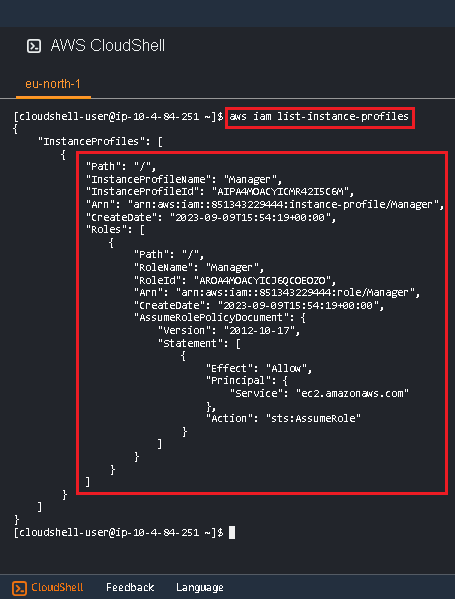 AWS CloudShell
eu-north-1
[cloudshell-user@ip-10-4-84-251 ~]$ aws iam list-instance-profiles
{
    "InstanceProfiles": [
        {
            "Path": "/",
            "InstanceProfileName": "Manager",
            "InstanceProfileId": "AIPA4MOACYICMR42I5C6M",
            "Arn": "arn:aws:iam::851343229444:instance-profile/Manager",
            "CreateDate": "2023-09-09T15:54:19+00:00",
            "Roles": [
                {
                    "Path": "/",
                    "RoleName": "Manager",
                    "RoleId": "AROA4MOACYICJ6QCOEOZO",
                    "Arn": "arn:aws:iam::851343229444:role/Manager",
                    "CreateDate": "2023-09-09T15:54:19+00:00",
                    "AssumeRolePolicyDocument": {
                        "Version": "2012-10-17",
                        "Statement": [
                            {
                                "Effect": "Allow",
                                "Principal": {
                                    "Service": "ec2.amazonaws.com"
                                },
                                "Action": "sts:AssumeRole"
                            }
                        ]
                    }
                }
            ]
        }
    ]
}
[cloudshell-user@ip-10-4-84-251 ~]$
CloudShell Feedback Language